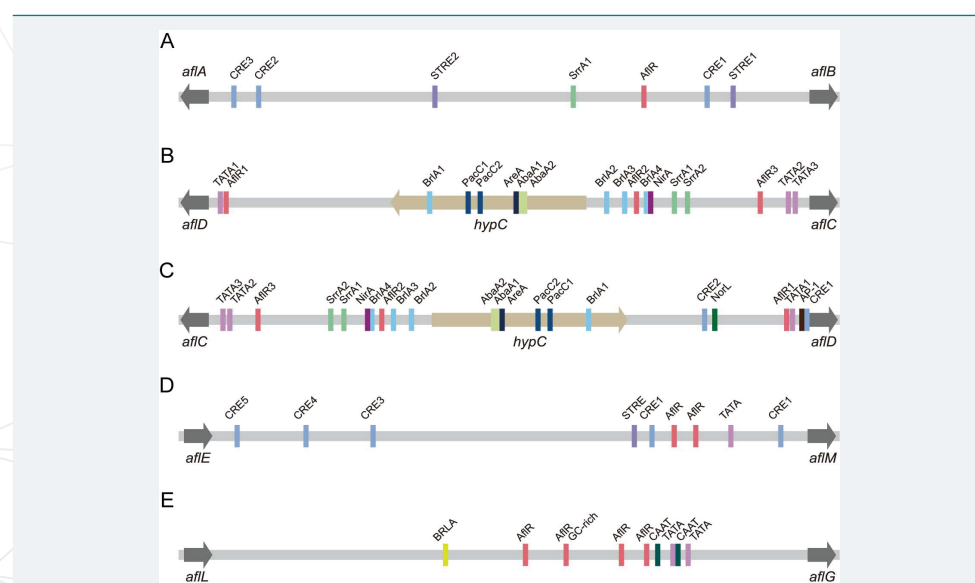 A
aflA CRE3 CRE2 STRE2 SrrA1 AflR CRE1 STRE1 aflB
B
TATA1 AflR1 BrlA1 PacC1 PacC2 AreA AbaA1 AbaA2 BrlA2 BrlA3 AflR2 BrlA4 NirA SrrA1 SrrA2 AflR3 TATA2 TATA3
aflD hypC aflC
C
TATA3 TATA2 AflR3 SrrA2 SrrA1 NirA BrlA4 AflR2 BrlA3 BrlA2 AbaA2 AbaA1 AreA PacC2 PacC1 BrlA1 CRE2 NorL AflR1 TATA1 AP-1 CRE1
aflC hypC aflD
D
CRE5 CRE4 CRE3 STRE CRE1 AflR AflR TATA CRE1
aflE aflM
E
BRLA AflR AflR GC-rich AflR AflR CAAT TATA CAAT TATA
aflL aflG